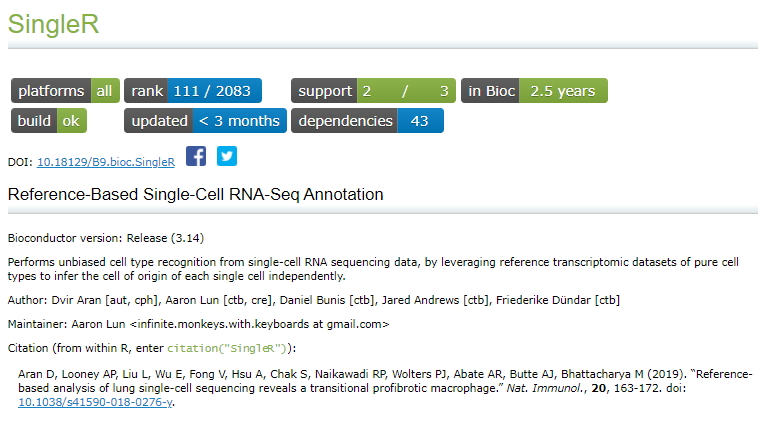 SingleR
platforms all rank 111 / 2083 support 2 / 3 in Bioc 2.5 years
build ok updated < 3 months dependencies 43
DOI: 10.18129/B9.bioc.SingleR
Reference-Based Single-Cell RNA-Seq Annotation
Bioconductor version: Release (3.14)
Performs unbiased cell type recognition from single-cell RNA sequencing data, by leveraging reference transcriptomic datasets of pure cell
types to infer the cell of origin of each single cell independently.
Author: Dvir Aran [aut, cph], Aaron Lun [ctb, cre], Daniel Bunis [ctb], Jared Andrews [ctb], Friederike Dündar [ctb]
Maintainer: Aaron Lun <infinite.monkeys.with.keyboards at gmail.com>
Citation (from within R, enter citation("SingleR")):
Aran D, Looney AP, Liu L, Wu E, Fong V, Hsu A, Chak S, Naikawadi RP, Wolters PJ, Abate AR, Butte AJ, Bhattacharya M (2019). “Reference-
based analysis of lung single-cell sequencing reveals a transitional profibrotic macrophage.” Nat. Immunol., 20, 163-172. doi:
10.1038/s41590-018-0276-y.